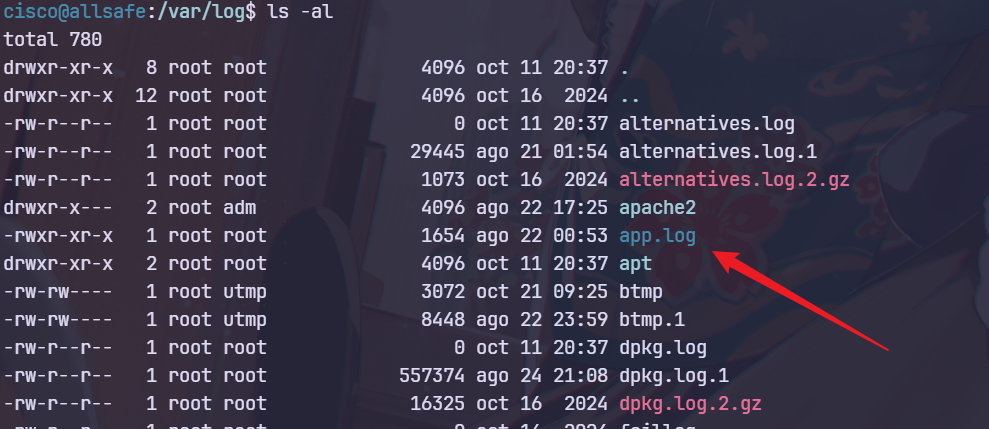 cisco@allsafe:/var/log$ ls -al
total 780
drwxr-xr-x 8 root root 4096 oct 11 20:37 .
drwxr-xr-x 12 root root 4096 oct 16 2024 ..
-rw-r--r-- 1 root root 0 oct 11 20:37 alternatives.log
-rw-r--r-- 1 root root 29445 ago 21 01:54 alternatives.log.1
-rw-r--r-- 1 root root 1073 oct 16 2024 alternatives.log.2.gz
drwxr-x--- 2 root adm 4096 ago 22 17:25 apache2
-rwxr-xr-x 1 root root 1654 ago 22 00:53 app.log
drwxr-xr-x 2 root root 4096 oct 11 20:37 apt
-rw-rw---- 1 root utmp 3072 oct 21 09:25 btmp
-rw-rw---- 1 root utmp 8448 ago 22 23:59 btmp.1
-rw-r--r-- 1 root root 0 oct 11 20:37 dpkg.log
-rw-r--r-- 1 root root 557374 ago 24 21:08 dpkg.log.1
-rw-r--r-- 1 root root 16325 oct 16 2024 dpkg.log.2.gz